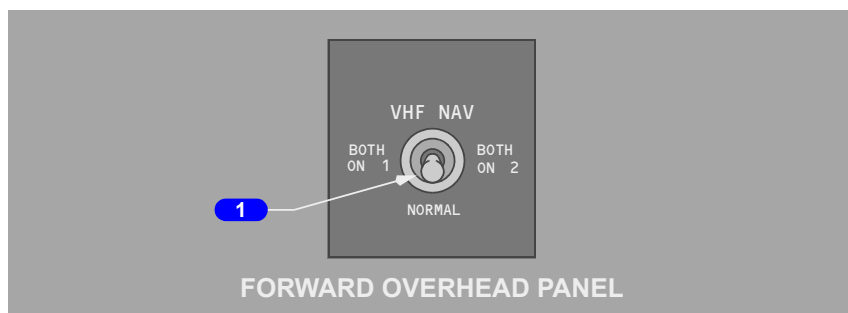 VHF NAV
BOTH
ON 1
BOTH
ON 2
NORMAL
1
FORWARD OVERHEAD PANEL